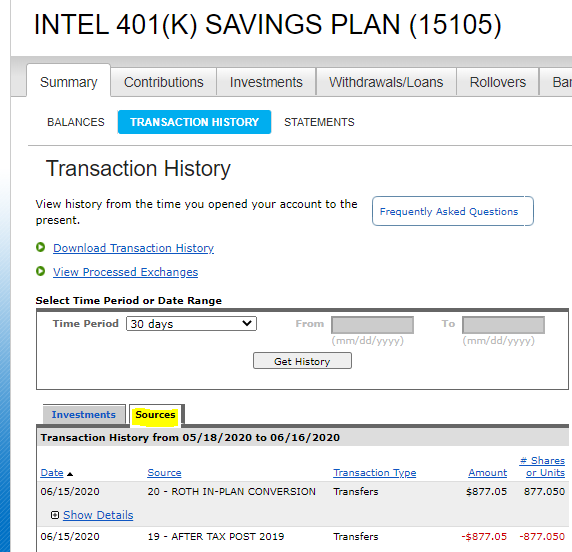 INTEL 401(K) SAVINGS PLAN (15105)
Summary Contributions Investments Withdrawals/Loans Rollovers
BALANCES TRANSACTION HISTORY STATEMENTS
Transaction History
View history from the time you opened your account to the
present.
Frequently Asked Questions
Download Transaction History
View Processed Exchanges
Select Time Period or Date Range
Time Period 30 days From To
(mm/dd/yyyy) (mm/dd/yyyy)
Get History
Investments Sources
Transaction History from 05/18/2020 to 06/16/2020
# Shares
Date Source Transaction Type Amount or Units
06/15/2020 20 - ROTH IN-PLAN CONVERSION Transfers $877.05 877.050
Show Details
06/15/2020 19 - AFTER TAX POST 2019 Transfers -$877.05 -877.050